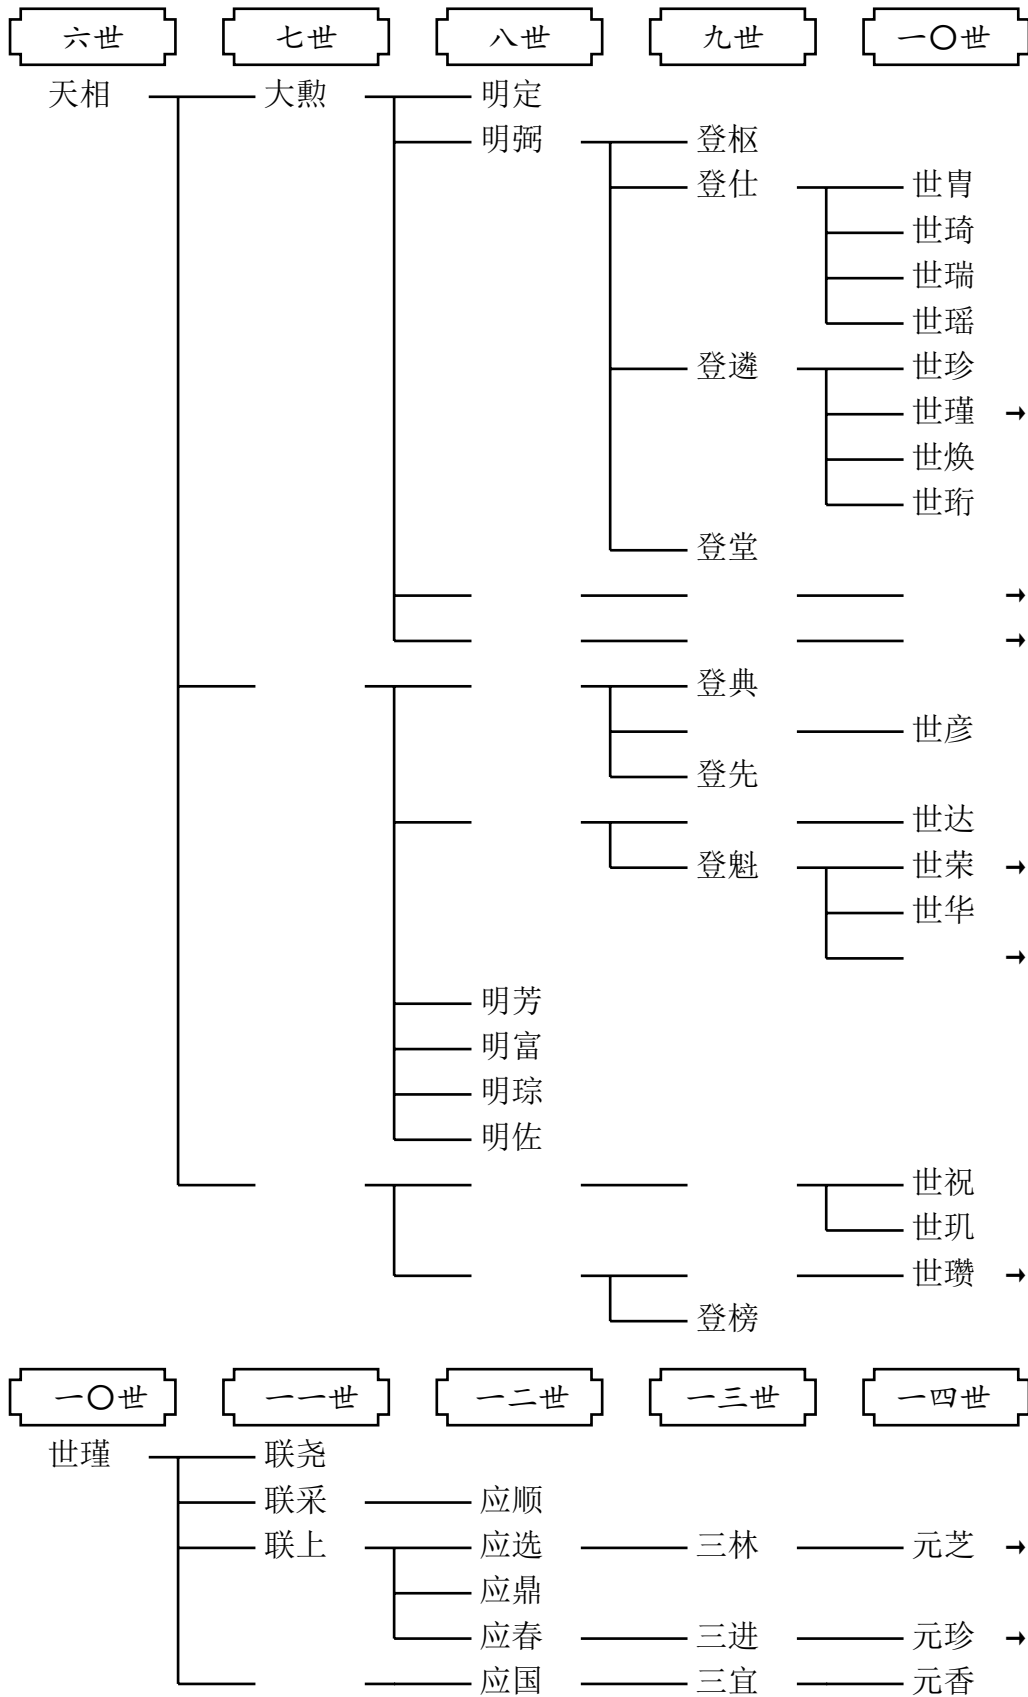 六世 七世 八世 九世 一〇世
天相 大勲 明定
明弼 登枢
登仕 世胄
世琦
世瑞
世瑶
登遴 世珍
世瑾 →
世焕
世珩
登堂
→
→
登典
世彦
登先
世达
登魁 世荣 →
世华
→
明芳
明富
明琮
明佐
世祝
世玑
世瓒 →
登榜
一〇世 一一世 一二世 一三世 一四世
世瑾 联尧
联采 应顺
联上 应选 三林 元芝 →
应鼎
应春 三进 元珍 →
应国 三宜 元香